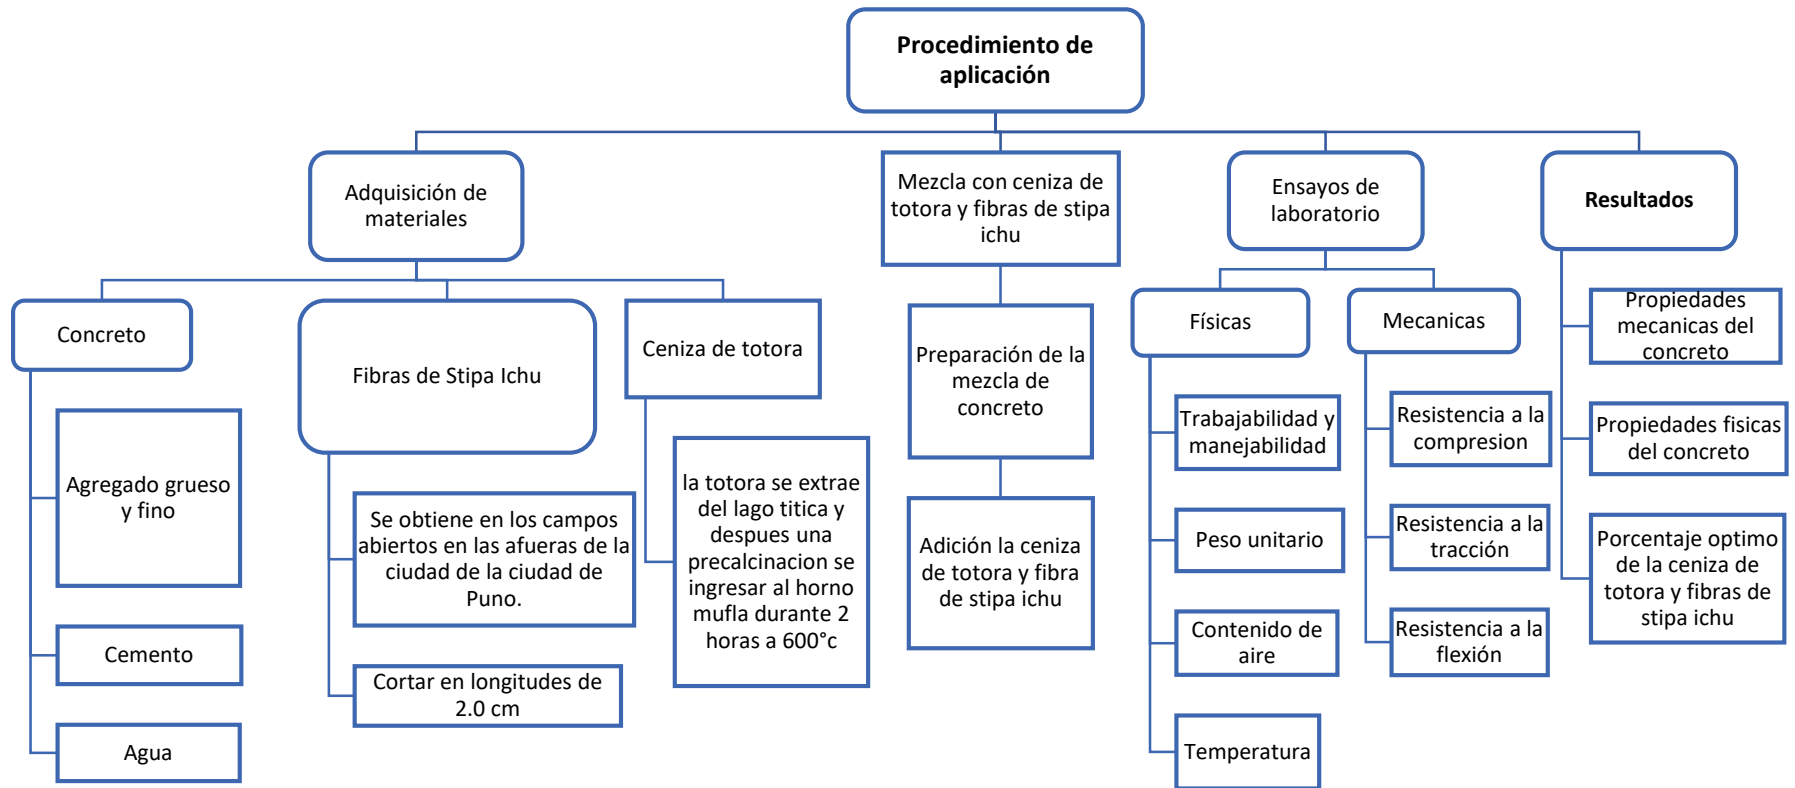 Procedimiento de
aplicación
Adquisición de
materiales
Mezcla con ceniza de
totora y fibras de stipa
ichu
Ensayos de
laboratorio
Resultados
Concreto
Fibras de Stipa Ichu
Ceniza de totora
Agregado grueso
y fino
Cemento
Agua
Se obtiene en los campos
abiertos en las afueras de la
ciudad de la ciudad de
Puno.
Cortar en longitudes de
2.0 cm
la totora se extrae
del lago titica y
despues una
precalcinacion se
ingresar al horno
mufla durante 2
horas a 600°c
Preparación de la
mezcla de
concreto
Adición la ceniza
de totora y fibra
de stipa ichu
Físicas
Mecanicas
Trabajabilidad y
manejabilidad
Peso unitario
Contenido de
aire
Temperatura
Resistencia a la
compresion
Resistencia a la
tracción
Resistencia a la
flexión
Propiedades
mecanicas del
concreto
Propiedades fisicas
del concreto
Porcentaje optimo
de la ceniza de
totora y fibras de
stipa ichu